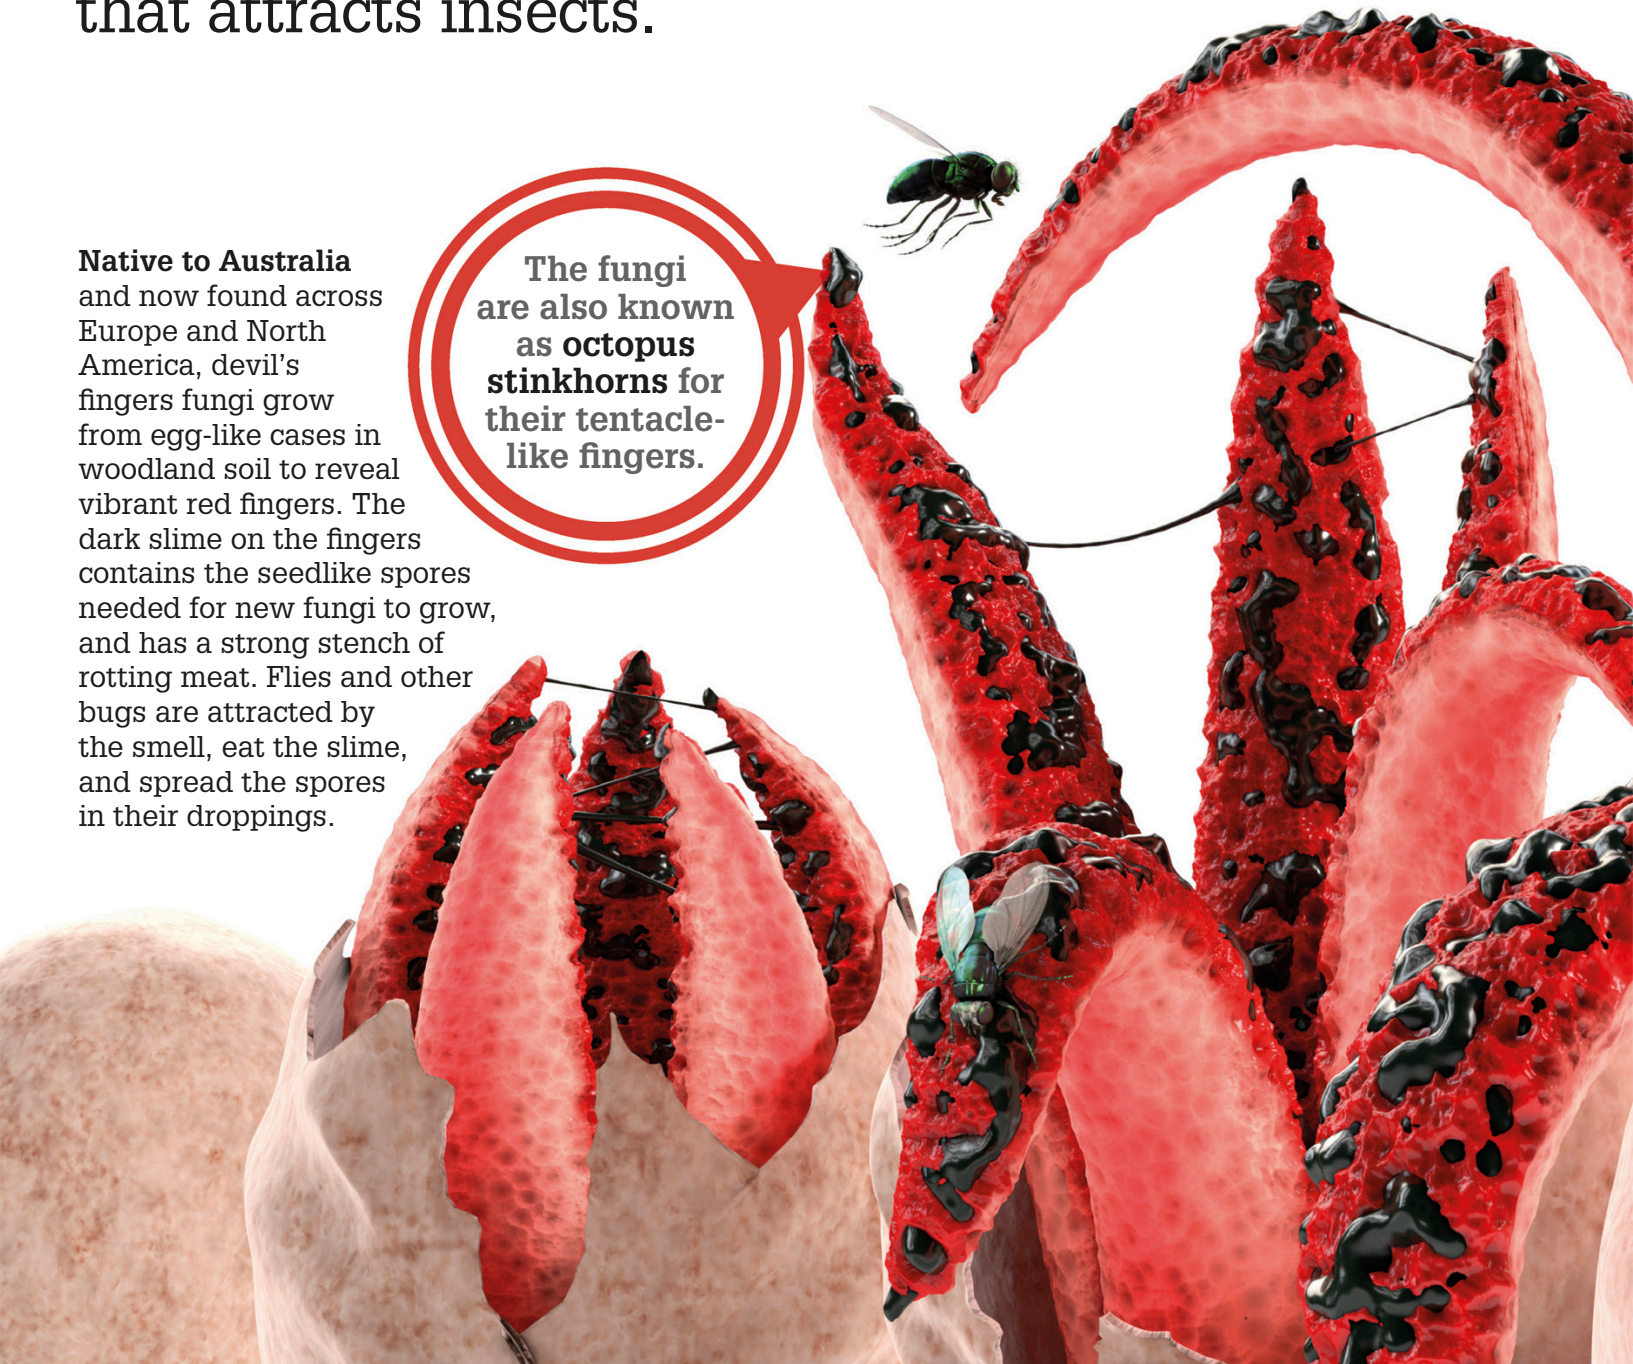 that attracts insects.
Native to Australia
and now found across
Europe and North
America, devil's
fingers fungi grow
from egg-like cases in
woodland soil to reveal
vibrant red fingers. The
dark slime on the fingers
contains the seedlike spores
needed for new fungi to grow,
and has a strong stench of
rotting meat. Flies and other
bugs are attracted by
the smell, eat the slime,
and spread the spores
in their droppings.
The fungi
are also known
as octopus
stinkhorns for
their tentacle-
like fingers.